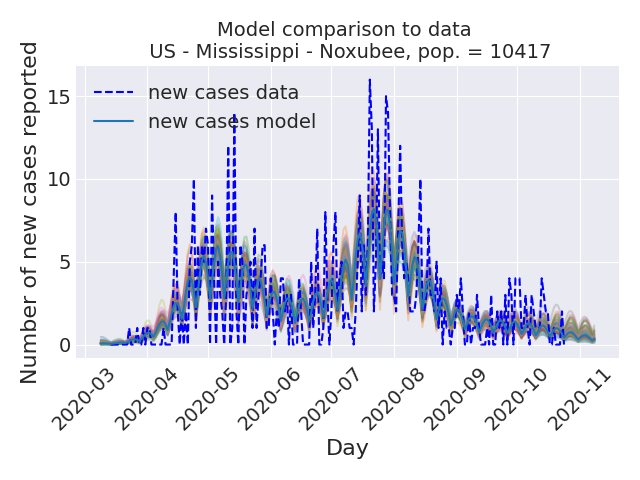 Model comparison to data
US - Mississippi - Noxubee, pop. = 10417
Number of new cases reported
15
10
5
0
new cases data
new cases model
2020-03
2020-04
2020-05
2020-06
2020-07
2020-08
2020-09
2020-10
2020-11
Day